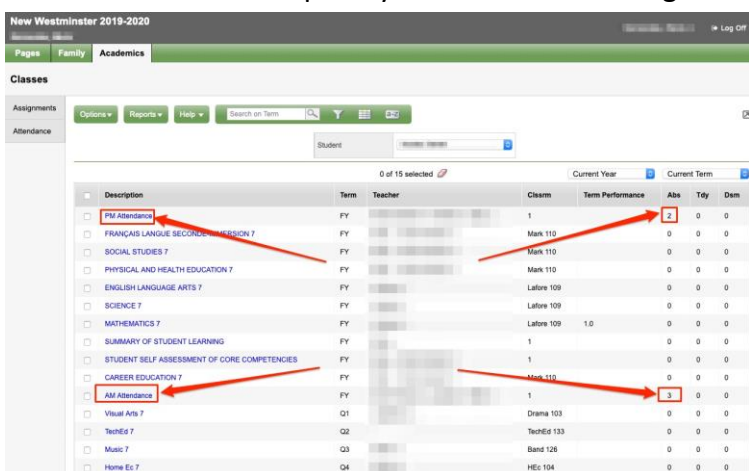 New Westminster 2019-2020
Log Off
Pages Family Academics
Classes
Assignments
Attendance
Options Reports Help Search on Term
Student
0 of 15 selected Current Year Current Term
Description Term Teacher Clssrm Term Performance Abs Tdy Dsm
PM Attendance FY 1 2 0 0
FRANÇAIS LANGUE SECONDE-IMMERSION 7 FY Mark 110 0 0 0
SOCIAL STUDIES 7 FY Mark 110 0 0 0
PHYSICAL AND HEALTH EDUCATION 7 FY Mark 110 0 0 0
ENGLISH LANGUAGE ARTS 7 FY Lafore 109 0 0 0
SCIENCE 7 FY Lafore 109 0 0 0
MATHEMATICS 7 FY Lafore 109 1.0 0 0 0
SUMMARY OF STUDENT LEARNING FY 1 0 0 0
STUDENT SELF ASSESSMENT OF CORE COMPETENCIES FY 1 0 0 0
CAREER EDUCATION 7 FY Mark 110 0 0 0
AM Attendance FY 1 3 0 0
Visual Arts 7 Q1 Drama 103 0 0 0
TechEd 7 Q2 TechEd 133 0 0 0
Music 7 Q3 Band 126 0 0 0
Home Ec 7 Q4 HEc 104 0 0 0